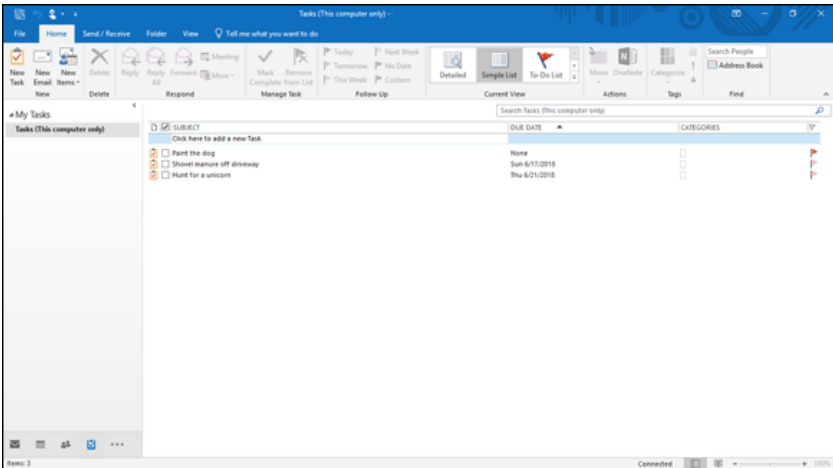 Tasks (This computer only) -
File Home Send / Receive Folder View Tell me what you want to do
New Task
New Email
New Items
New
Delete
Delete
Reply
Reply All
Forward
Meeting
More
Respond
Mark Complete
Remove from List
Manage Task
Today
Tomorrow
This Week
Next Week
No Date
Custom
Follow Up
Detailed
Simple List
To-Do List
Current View
Move
OneNote
Actions
Categorize
Tags
Search People
Address Book
Find
My Tasks
Tasks (This computer only)
Search Tasks (This computer only)
SUBJECT DUE DATE CATEGORIES
Click here to add a new Task
Paint the dog None
Shovel manure off driveway Sun 6/17/2018
Hunt for a unicorn Thu 6/21/2018
Items: 3
Connected
100%